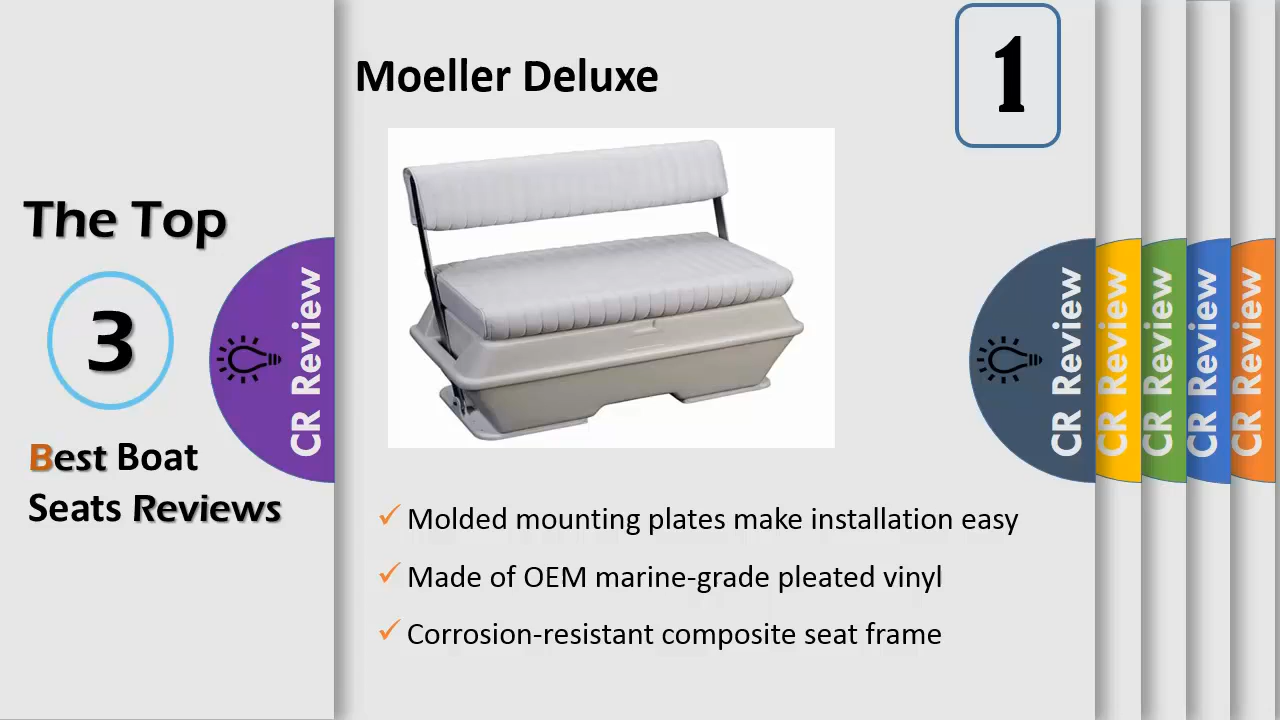 The Top
3
Best Boat
Seats Reviews
CR Review
Moeller Deluxe
1
Molded mounting plates make installation easy
Made of OEM marine-grade pleated vinyl
Corrosion-resistant composite seat frame
CR Review
CR Review
CR Review
CR Review
CR Review